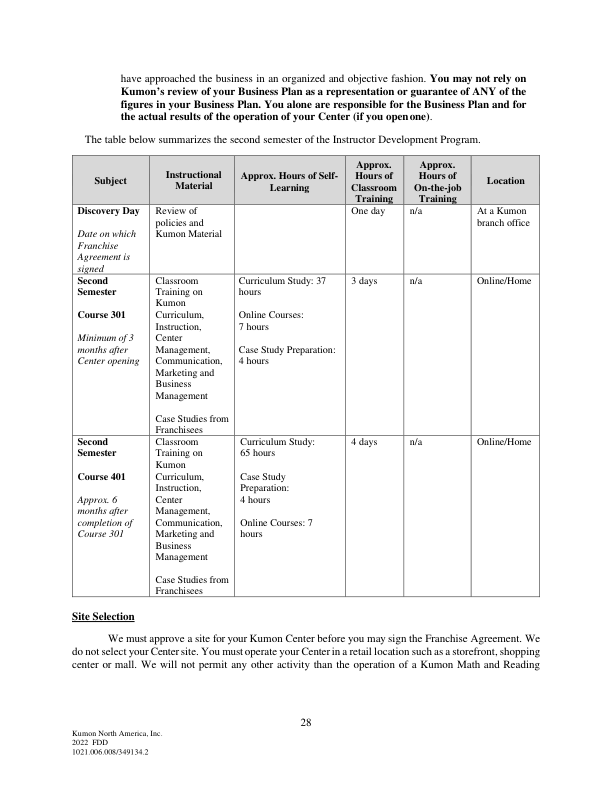 have approached the business in an organized and objective fashion. You may not rely on
Kumon's review of your Business Plan as a representation or guarantee of ANY of the
figures in your Business Plan. You alone are responsible for the Business Plan and for
the actual results of the operation of your Center (if you open one).
The table below summarizes the second semester of the Instructor Development Program.
Subject
Instructional
Material
Approx. Hours of Self-
Learning
Approx.
Hours of
Classroom
Training
Approx.
Hours of
On-the-job
Training
Location
Discovery Day
Date on which
Franchise
Agreement is
signed
Review of
policies and
Kumon Material
One day
n/a
At a Kumon
branch office
Second
Semester
Course 301
Minimum of 3
months after
Center opening
Classroom
Training on
Kumon
Curriculum,
Instruction,
Center
Management,
Communication,
Marketing and
Business
Management
Case Studies from
Franchisees
Curriculum Study: 37
hours
Online Courses:
7 hours
Case Study Preparation:
4 hours
3 days
n/a
Online/Home
Second
Semester
Course 401
Approx. 6
months after
completion of
Course 301
Classroom
Training on
Kumon
Curriculum,
Instruction,
Center
Management,
Communication,
Marketing and
Business
Management
Case Studies from
Franchisees
Curriculum Study:
65 hours
Case Study
Preparation:
4 hours
Online Courses: 7
hours
4 days
n/a
Online/Home
Site Selection
We must approve a site for your Kumon Center before you may sign the Franchise Agreement. We
do not select your Center site. You must operate your Center in a retail location such as a storefront, shopping
center or mall. We will not permit any other activity than the operation of a Kumon Math and Reading
28
Kumon North America, Inc.
2022 FDD
1021.006.008/349134.2